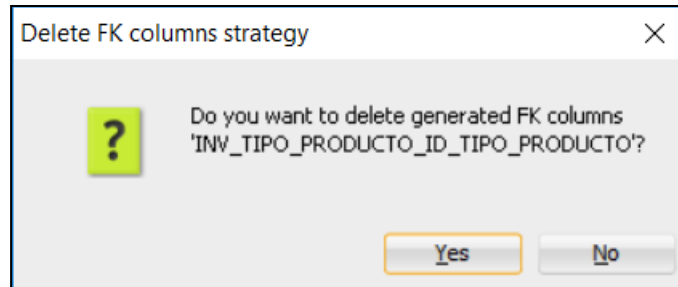 Delete FK columns strategy
Do you want to delete generated FK columns
'INV_TIPO_PRODUCTO_ID_TIPO_PRODUCTO'?
Yes
No